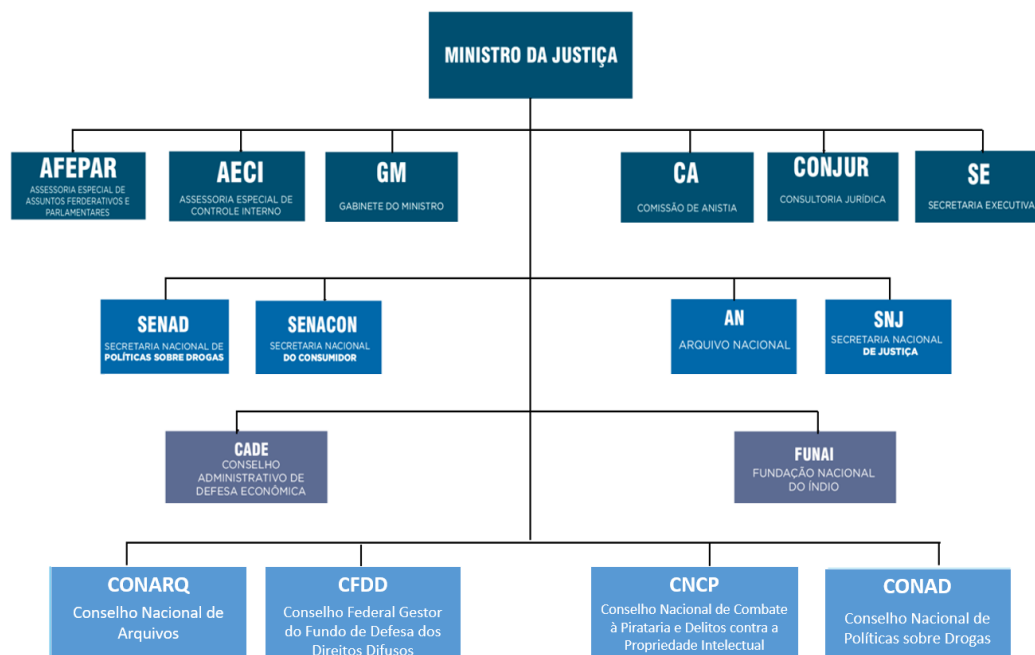 MINISTRO DA JUSTIÇA
AFEPAR
ASSESSORIA ESPECIAL DE
ASSUNTOS FERDERATIVOS E
PARLAMENTARES
AECI
ASSESSORIA ESPECIAL DE
CONTROLE INTERNO
GM
GABINETE DO MINISTRO
CA
COMISSÃO DE ANISTIA
CONJUR
CONSULTORIA JURÍDICA
SE
SECRETARIA EXECUTIVA
SENAD
SECRETARIA NACIONAL DE
POLÍTICAS SOBRE DROGAS
SENACON
SECRETARIA NACIONAL
DO CONSUMIDOR
AN
ARQUIVO NACIONAL
SNJ
SECRETARIA NACIONAL
DE JUSTIÇA
CADE
CONSELHO
ADMINISTRATIVO DE
DEFESA ECONÔMICA
FUNAI
FUNDAÇÃO NACIONAL
DO ÍNDIO
CONARQ
Conselho Nacional de
Arquivos
CFDD
Conselho Federal Gestor
do Fundo de Defesa dos
Direitos Difusos
CNCP
Conselho Nacional de Combate
à Pirataria e Delitos contra a
Propriedade Intelectual
CONAD
Conselho Nacional de
Políticas sobre Drogas